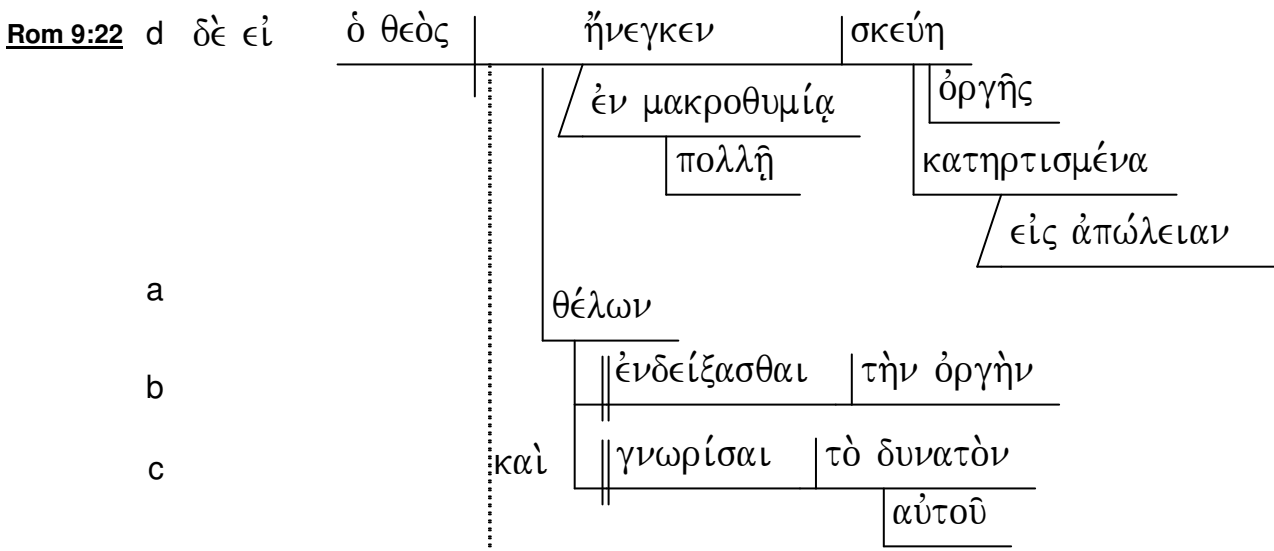 Rom 9:22 d δὲ εἰ ὁ θεὸς ἤνεγκεν σκεύη
ἐν μακροθυμίᾳ ὀργῆς
πολλῇ κατηρτισμένα
εἰς ἀπώλειαν
a θέλων
b ἐνδείξασθαι τὴν ὀργὴν
c καὶ γνωρίσαι τὸ δυνατὸν
αὐτοῦ